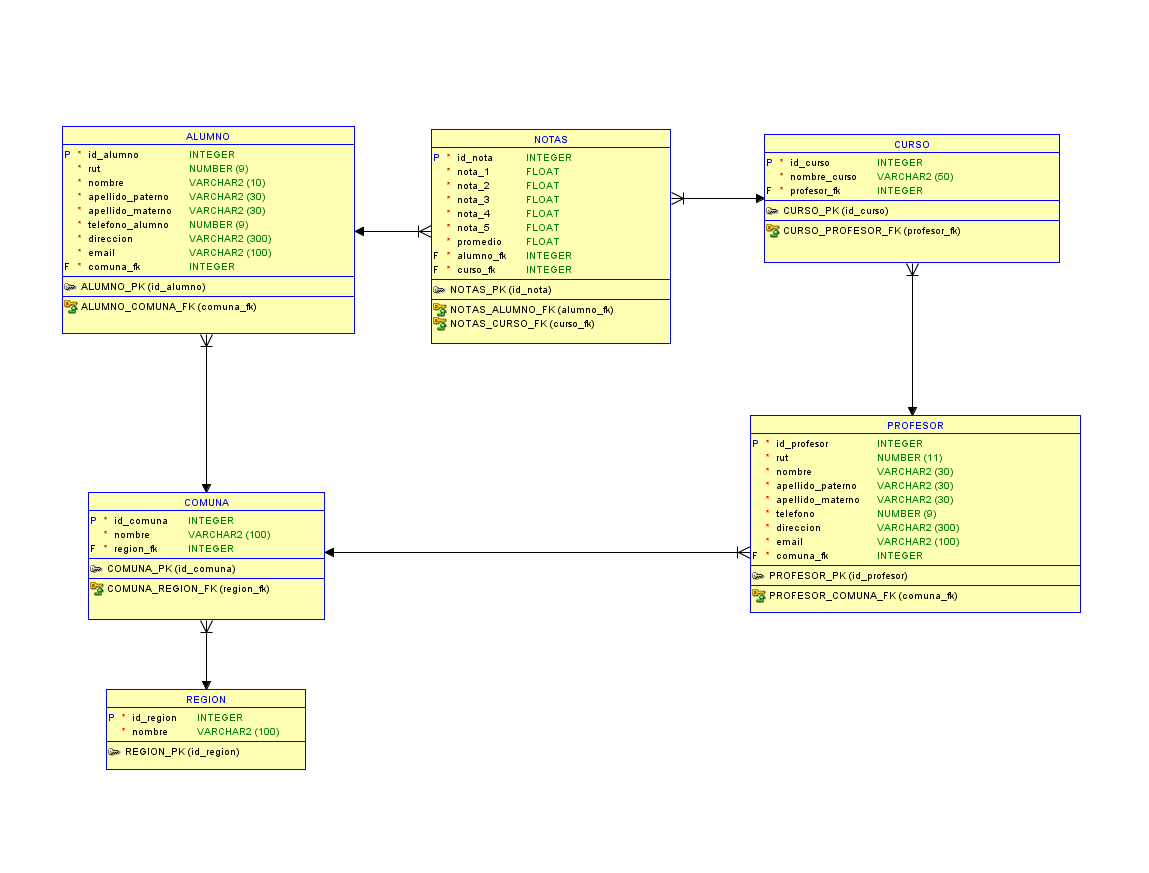 ALUMNO
P * id_alumno INTEGER
* rut NUMBER (9)
* nombre VARCHAR2 (10)
* apellido_paterno VARCHAR2 (30)
* apellido_materno VARCHAR2 (30)
* telefono_alumno NUMBER (9)
* direccion VARCHAR2 (300)
* email VARCHAR2 (100)
F * comuna_fk INTEGER
ALUMNO_PK (id_alumno)
ALUMNO_COMUNA_FK (comuna_fk)
NOTAS
P * id_nota INTEGER
* nota_1 FLOAT
* nota_2 FLOAT
* nota_3 FLOAT
* nota_4 FLOAT
* nota_5 FLOAT
* promedio FLOAT
F * alumno_fk INTEGER
F * curso_fk INTEGER
NOTAS_PK (id_nota)
NOTAS_ALUMNO_FK (alumno_fk)
NOTAS_CURSO_FK (curso_fk)
CURSO
P * id_curso INTEGER
* nombre_curso VARCHAR2 (50)
F * profesor_fk INTEGER
CURSO_PK (id_curso)
CURSO_PROFESOR_FK (profesor_fk)
PROFESOR
P * id_profesor INTEGER
* rut NUMBER (11)
* nombre VARCHAR2 (30)
* apellido_paterno VARCHAR2 (30)
* apellido_materno VARCHAR2 (30)
* telefono NUMBER (9)
* direccion VARCHAR2 (300)
* email VARCHAR2 (100)
F * comuna_fk INTEGER
PROFESOR_PK (id_profesor)
PROFESOR_COMUNA_FK (comuna_fk)
COMUNA
P * id_comuna INTEGER
* nombre VARCHAR2 (100)
F * region_fk INTEGER
COMUNA_PK (id_comuna)
COMUNA_REGION_FK (region_fk)
REGION
P * id_region INTEGER
* nombre VARCHAR2 (100)
REGION_PK (id_region)